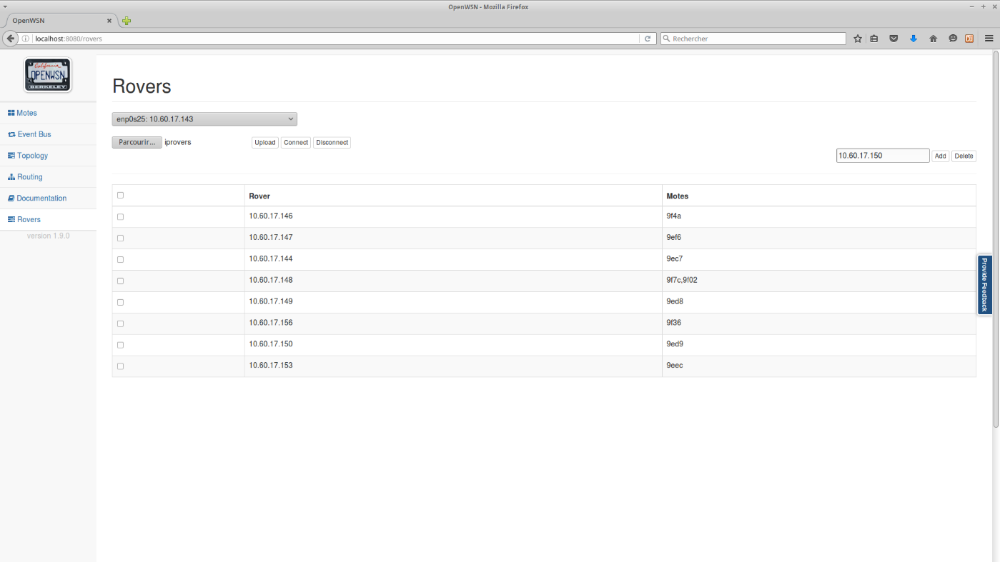 OpenWSN - Mozilla Firefox
OpenWSN
localhost:8080/rovers
Rechercher
California
OPENWSN
BERKELEY
Motes
Event Bus
Topology
Routing
Documentation
Rovers
version 1.9.0
Rovers
enp0s25: 10.60.17.143
Parcourir... iprovers Upload Connect Disconnect
10.60.17.150 Add Delete
Rover Motes
10.60.17.146 9f4a
10.60.17.147 9ef6
10.60.17.144 9ec7
10.60.17.148 9f7c,9f02
10.60.17.149 9ed8
10.60.17.156 9f36
10.60.17.150 9ed9
10.60.17.153 9eec
Provide Feedback